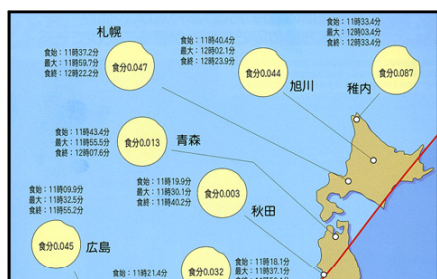 札幌
食始：11時37.2分
最大：11時59.7分
食終：12時22.2分
食分0.047
食始：11時40.4分
最大：12時02.1分
食終：12時23.9分
食分0.044
旭川
食始：11時33.4分
最大：12時03.4分
食終：12時33.4分
食分0.087
稚内
食始：11時43.4分
最大：11時55.5分
食終：12時07.6分
食分0.013
青森
食始：11時19.9分
最大：11時30.1分
食終：11時40.2分
食分0.003
秋田
食始：11時09.9分
最大：11時32.5分
食終：11時55.2分
食分0.045
広島
食始：11時21.4分
食分0.032
食始：11時18.1分
最大：11時37.1分